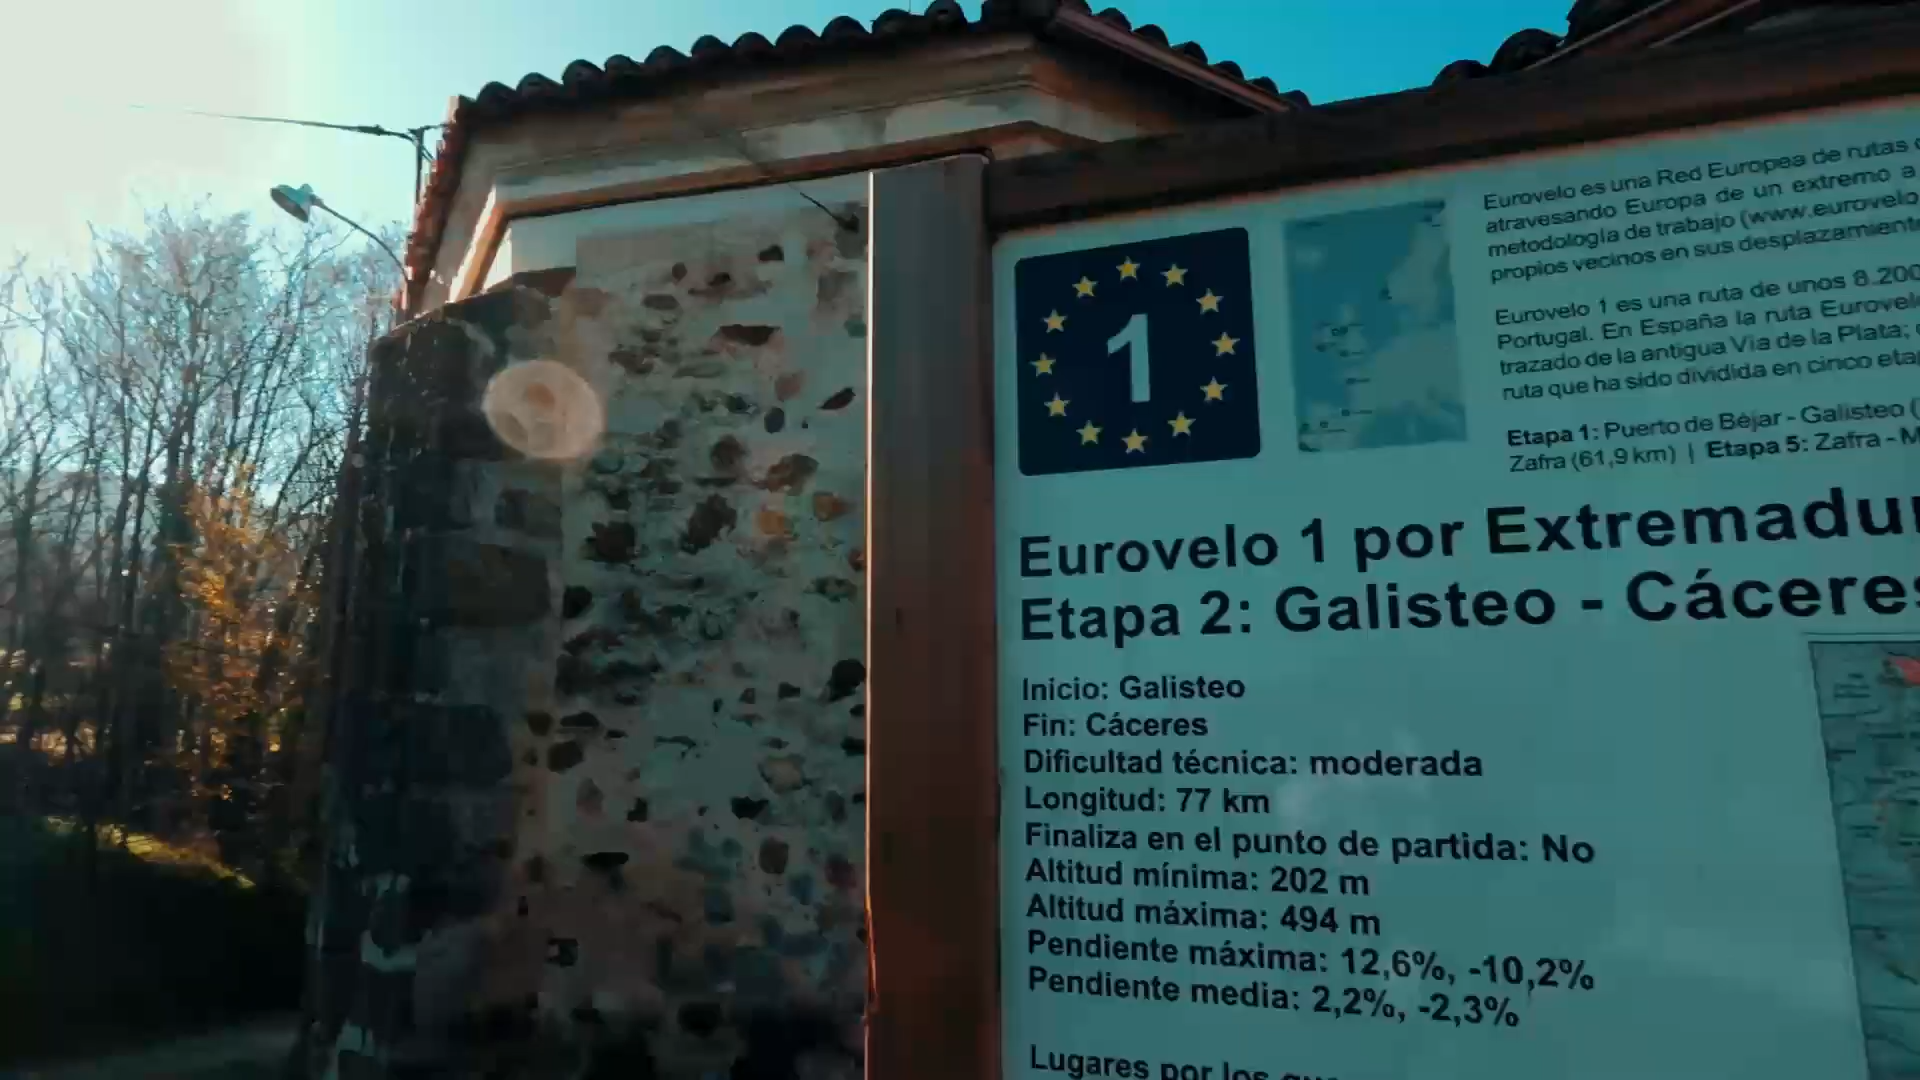 1
Eurovelo es una Red Europea de rutas
atravesando Europa de un extremo a
metodología de trabajo (www.eurovelo
propios vecinos en sus desplazamient
Eurovelo 1 es una ruta de unos 8.200
Portugal. En España la ruta Eurovel
trazado de la antigua Vía de la Plata;
ruta que ha sido dividida en cinco eta
Etapa 1: Puerto de Béjar - Galisteo (
Zafra (61,9 km) | Etapa 5: Zafra - M
Eurovelo 1 por Extremadu
Etapa 2: Galisteo - Cáceres
Inicio: Galisteo
Fin: Cáceres
Dificultad técnica: moderada
Longitud: 77 km
Finaliza en el punto de partida: No
Altitud mínima: 202 m
Altitud máxima: 494 m
Pendiente máxima: 12,6%, -10,2%
Pendiente media: 2,2%, -2,3%
Lugares por los